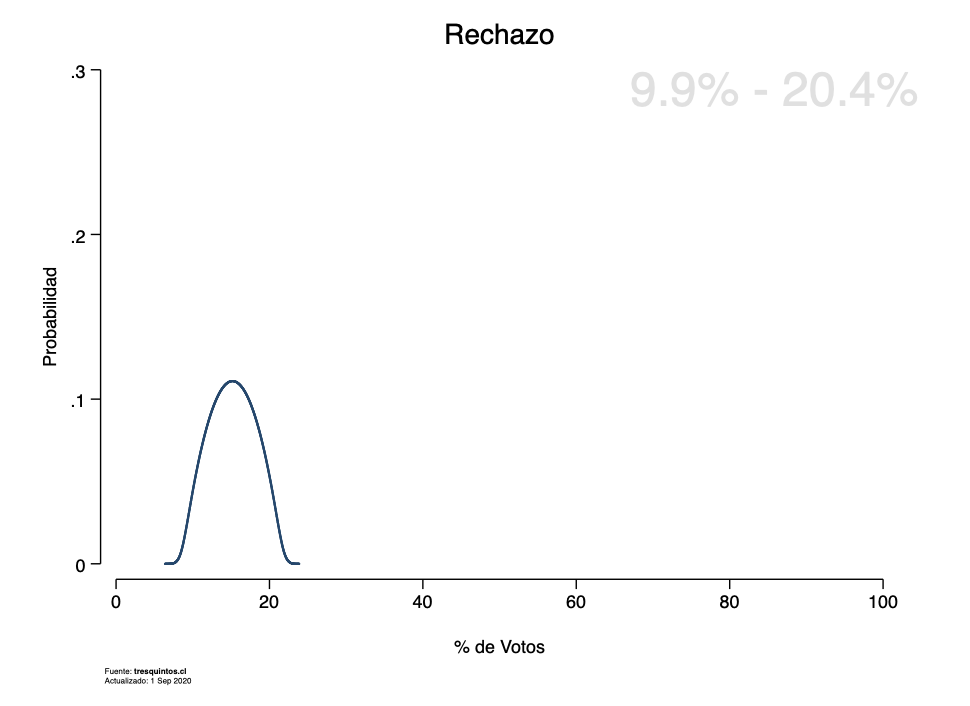 Rechazo
9.9% - 20.4%
.3
.2
.1
0
Probabilidad
0 20 40 60 80 100
% de Votos
Fuente: tresquintos.cl
Actualizado: 1 Sep 2020